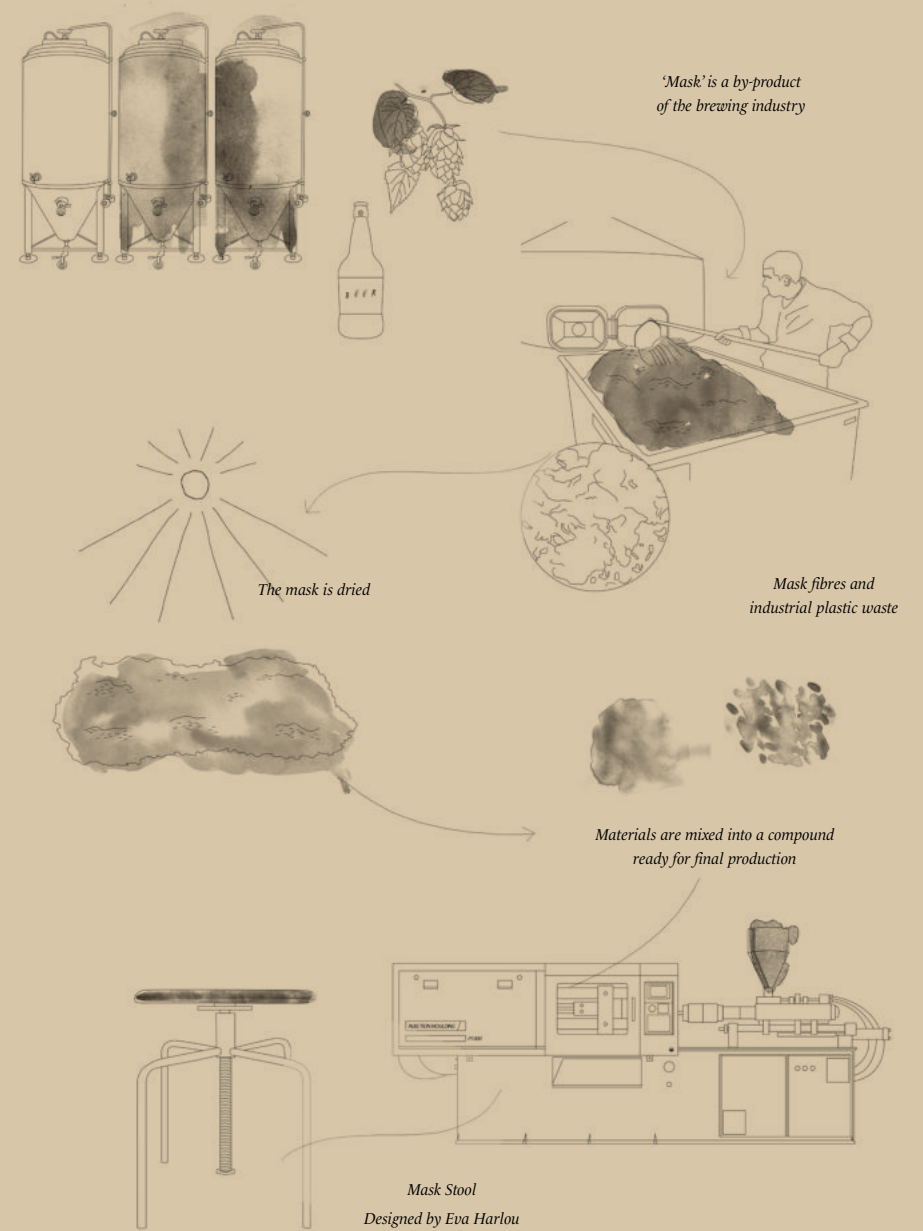 ‘Mask’ is a by-product
of the brewing industry
BEER
The mask is dried
Mask fibres and
industrial plastic waste
Materials are mixed into a compound
ready for final production
INJECTION MOULDING
Mask Stool
Designed by Eva Harlou